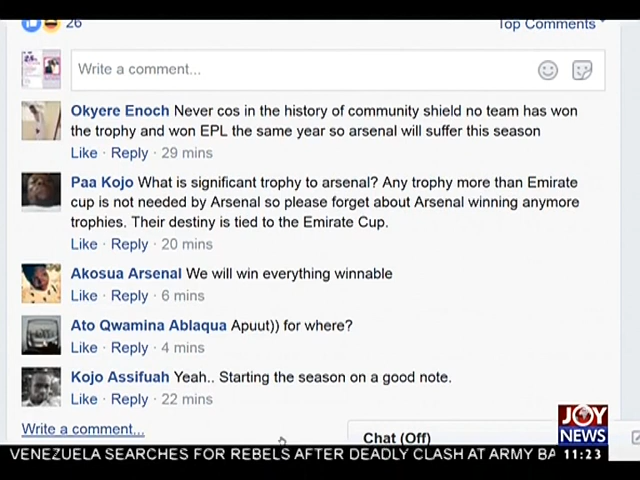 26
Top Comments
Write a comment...
Okyere Enoch Never cos in the history of community shield no team has won
the trophy and won EPL the same year so arsenal will suffer this season
Like · Reply · 29 mins
Paa Kojo What is significant trophy to arsenal? Any trophy more than Emirate
cup is not needed by Arsenal so please forget about Arsenal winning anymore
trophies. Their destiny is tied to the Emirate Cup.
Like · Reply · 20 mins
Akosua Arsenal We will win everything winnable
Like · Reply · 6 mins
Ato Qwamina Ablaqua Apuut)) for where?
Like · Reply · 4 mins
Kojo Assifuah Yeah.. Starting the season on a good note.
Like · Reply · 22 mins
Write a comment...
Chat (Off)
JOY
NEWS
VENEZUELA SEARCHES FOR REBELS AFTER DEADLY CLASH AT ARMY BA
11:23